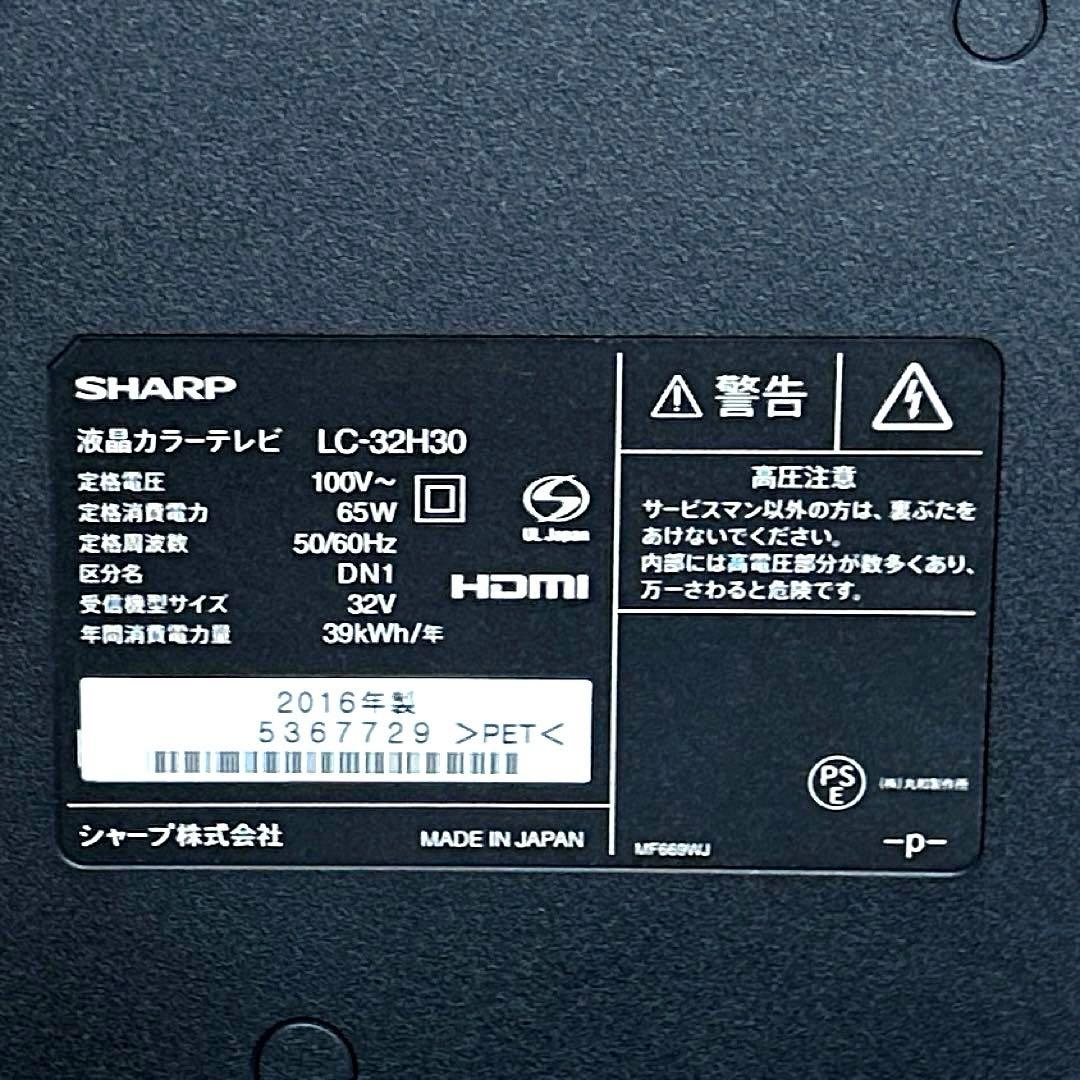 SHARP
液晶カラーテレビ LC-32H30
定格電圧 100V～
定格消費電力 65W
定格周波数 50/60Hz
区分名 DN1
受信機型サイズ 32V
年間消費電力量 39kWh/年
UL Japan
HDMI
2016年製
5367729 >PET<
シャープ株式会社 MADE IN JAPAN
警告
高圧注意
サービスマン以外の方は、裏ぶたを
あけないでください。
内部には高電圧部分が数多くあり、
万一さわると危険です。
PS
E
(株)丸和製作所
MF669WJ
-p-